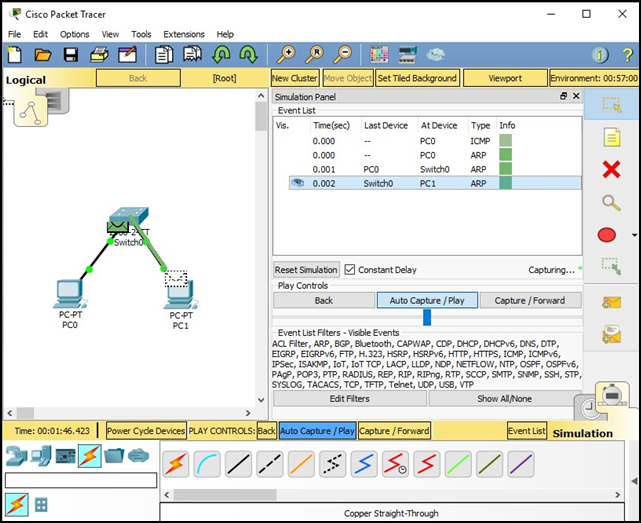 Cisco Packet Tracer
File Edit Options View Tools Extensions Help
Logical
Back
[Root]
New Cluster
Move Object
Set Tiled Background
Viewport
Environment: 00:57:00
Switch0
PC-PT
PC0
PC-PT
PC1
Simulation Panel
Event List
Vis. Time(sec) Last Device At Device Type Info
0.000 -- PC0 ICMP
0.000 -- PC0 ARP
0.001 PC0 Switch0 ARP
0.002 Switch0 PC1 ARP
Reset Simulation Constant Delay Capturing...
Play Controls
Back Auto Capture / Play Capture / Forward
Event List Filters - Visible Events
ACL Filter, ARP, BGP, Bluetooth, CAPWAP, CDP, DHCP, DHCPv6, DNS, DTP,
EIGRP, EIGRPv6, FTP, H.323, HSRP, HSRPv6, HTTP, HTTPS, ICMP, ICMPv6,
IPSec, ISAKMP, IoT, IoT TCP, LACP, LLDP, NDP, NETFLOW, NTP, OSPF, OSPFv6,
PAgP, POP3, PTP, RADIUS, REP, RIP, RIPng, RTP, SCCP, SMTP, SNMP, SSH, STP,
SYSLOG, TACACS, TCP, TFTP, Telnet, UDP, USB, VTP
Edit Filters Show All/None
Time: 00:01:46.423 Power Cycle Devices PLAY CONTROLS: Back Auto Capture / Play Capture / Forward Event List Simulation
Copper Straight-Through